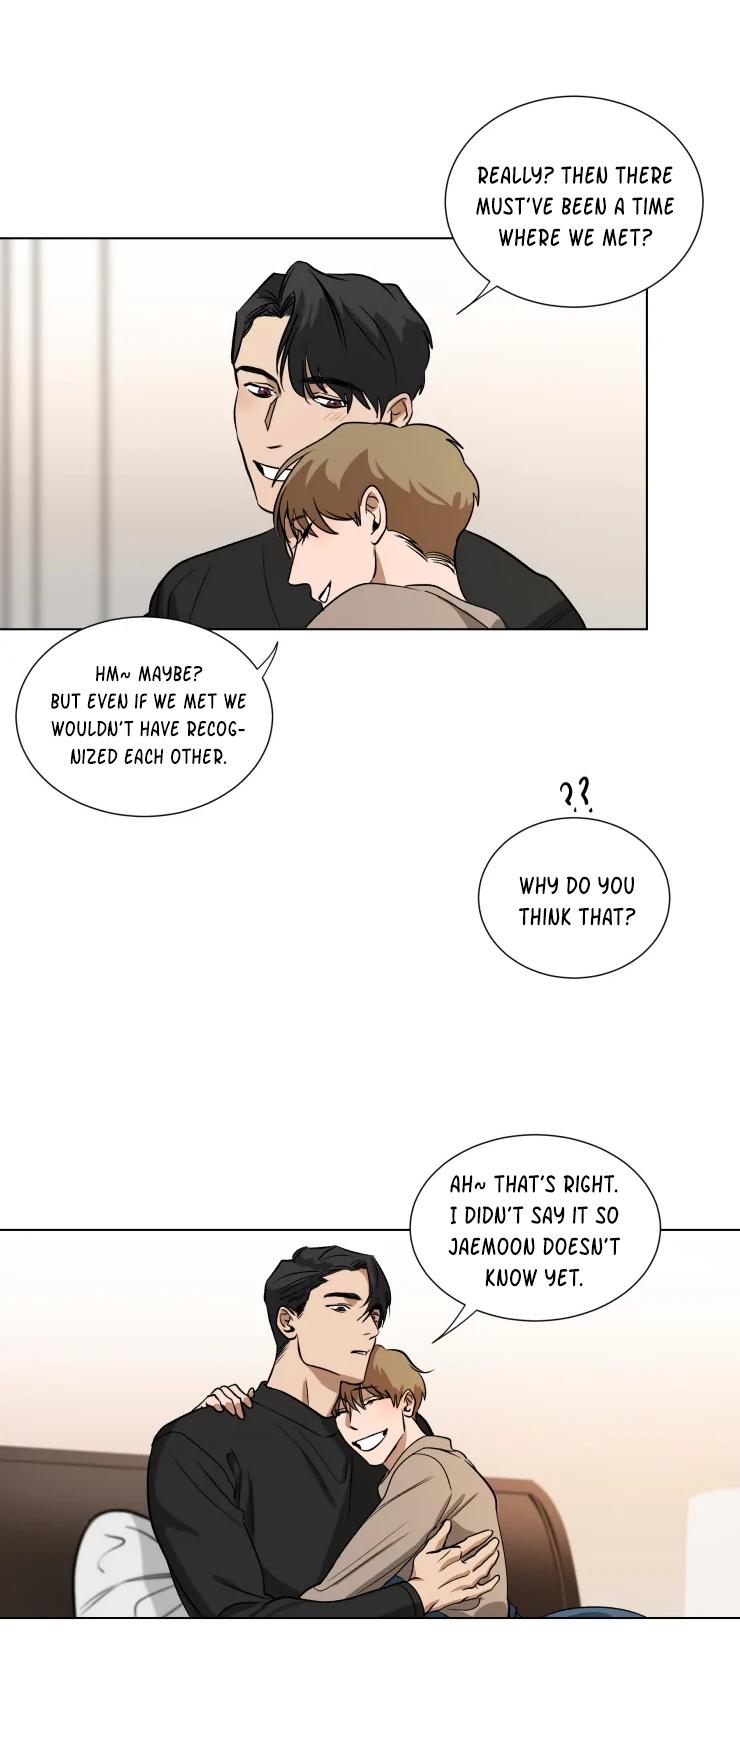 REALLY? THEN THERE
MUST'VE BEEN A TIME
WHERE WE MET?
HM~ MAYBE?
BUT EVEN IF WE MET WE
WOULDN'T HAVE RECOG-
NIZED EACH OTHER.
??
WHY DO YOU
THINK THAT?
AH~ THAT'S RIGHT.
I DIDN'T SAY IT SO
JAEMOON DOESN'T
KNOW YET.